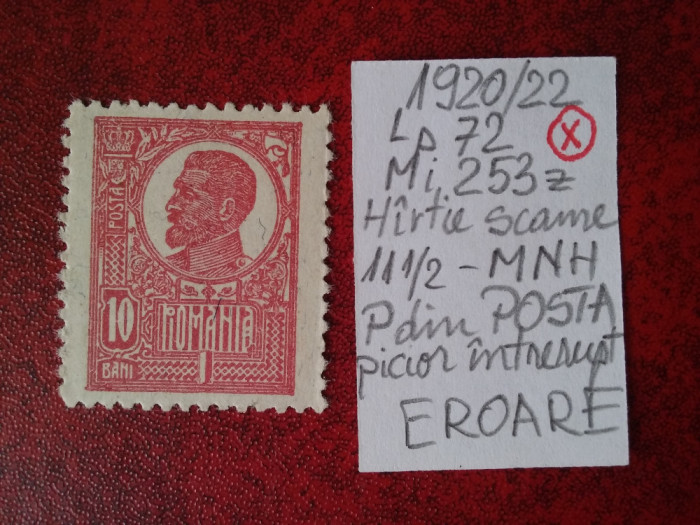 POSTA
10
ROMANIA
BANI
1920/22
Lp 72
X
Mi, 253z
Hîrtie scame
11 1/2 - MNH
P din POSTA
picior întrerupt
EROARE